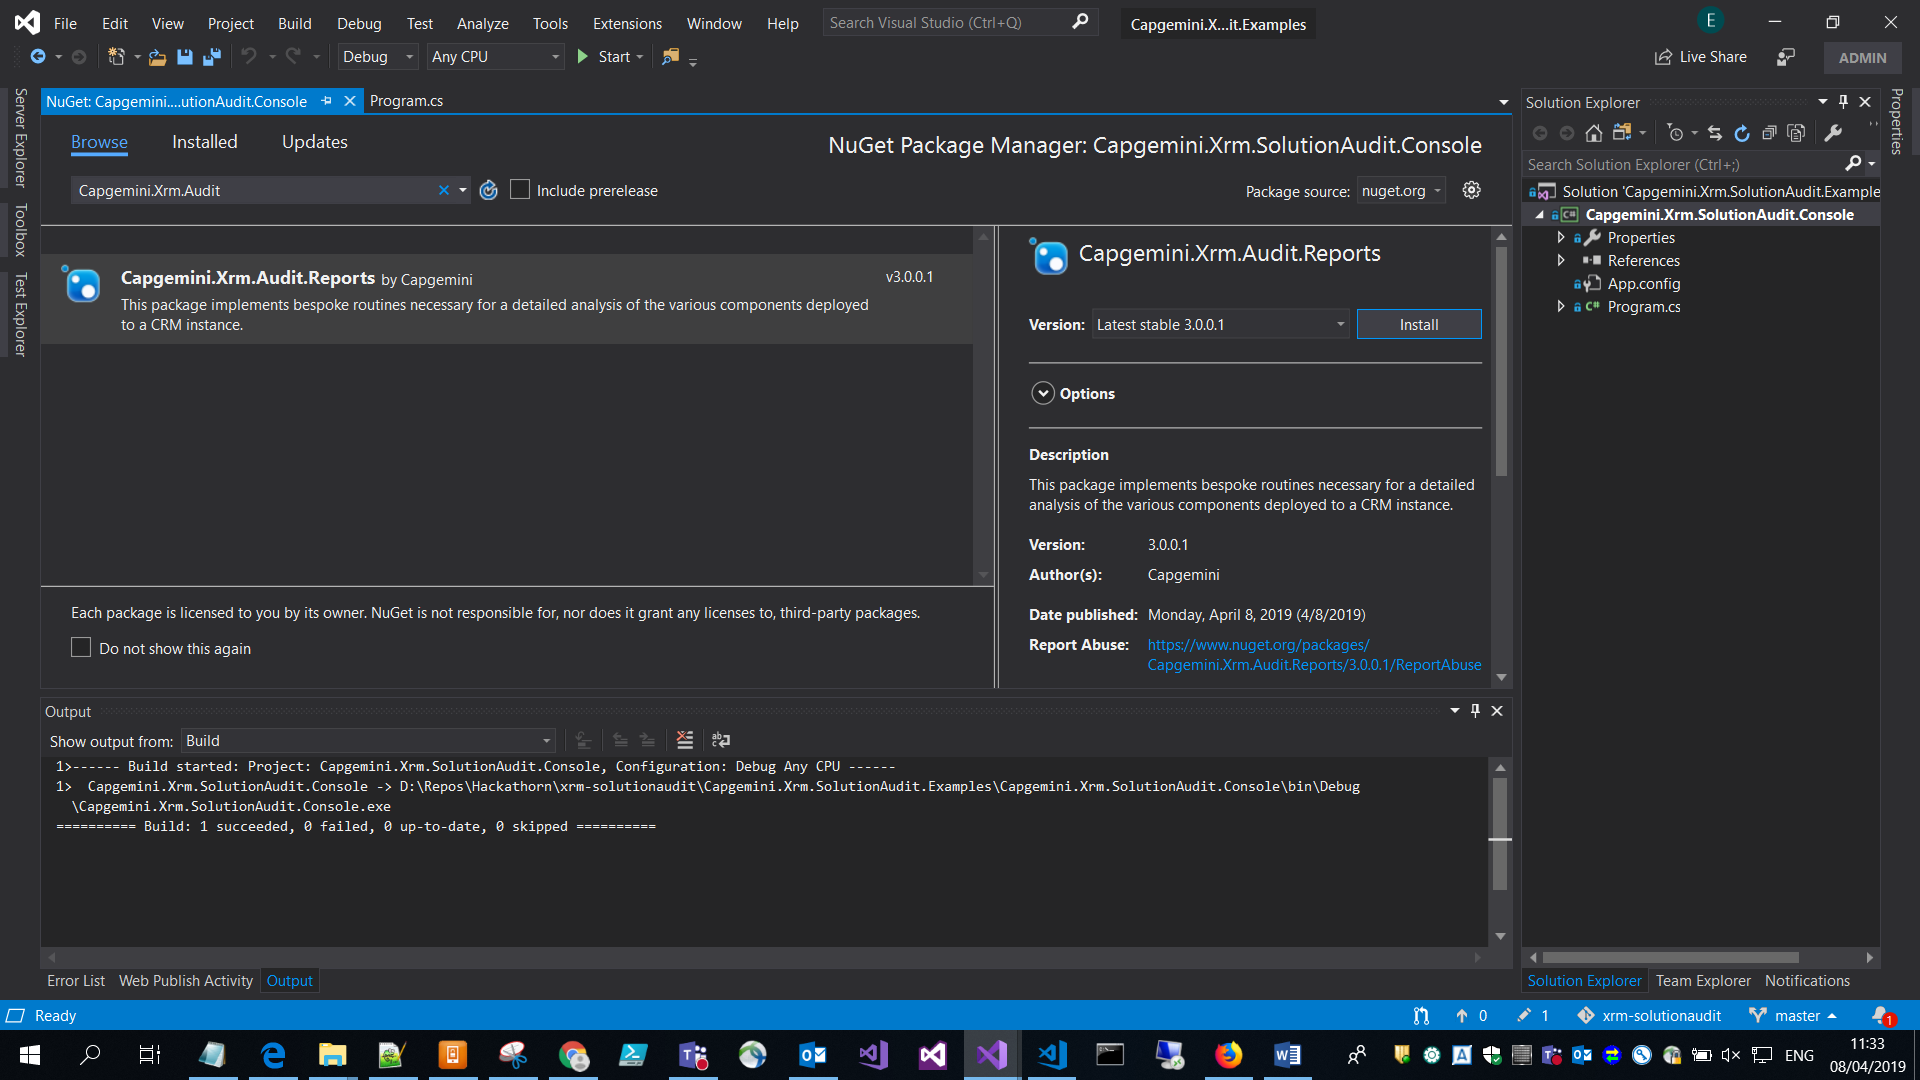 File Edit View Project Build Debug Test Analyze Tools Extensions Window Help Search Visual Studio (Ctrl+Q) Capgemini.X...it.Examples E
Debug Any CPU Start Live Share ADMIN
Server Explorer
Toolbox
Test Explorer
NuGet: Capgemini....utionAudit.Console Program.cs
Browse Installed Updates
NuGet Package Manager: Capgemini.Xrm.SolutionAudit.Console
Capgemini.Xrm.Audit Include prerelease
Package source: nuget.org
Capgemini.Xrm.Audit.Reports by Capgemini v3.0.0.1
This package implements bespoke routines necessary for a detailed analysis of the various components deployed
to a CRM instance.
Each package is licensed to you by its owner. NuGet is not responsible for, nor does it grant any licenses to, third-party packages.
Do not show this again
Capgemini.Xrm.Audit.Reports
Version: Latest stable 3.0.0.1 Install
Options
Description
This package implements bespoke routines necessary for a detailed
analysis of the various components deployed to a CRM instance.
Version: 3.0.0.1
Author(s): Capgemini
Date published: Monday, April 8, 2019 (4/8/2019)
Report Abuse: https://www.nuget.org/packages/
Capgemini.Xrm.Audit.Reports/3.0.0.1/ReportAbuse
Solution Explorer
Search Solution Explorer (Ctrl+;)
Solution 'Capgemini.Xrm.SolutionAudit.Example
C# Capgemini.Xrm.SolutionAudit.Console
Properties
References
App.config
C# Program.cs
Properties
Output
Show output from: Build
1>------ Build started: Project: Capgemini.Xrm.SolutionAudit.Console, Configuration: Debug Any CPU ------
1>  Capgemini.Xrm.SolutionAudit.Console -> D:\Repos\Hackathorn\xrm-solutionaudit\Capgemini.Xrm.SolutionAudit.Examples\Capgemini.Xrm.SolutionAudit.Console\bin\Debug
\Capgemini.Xrm.SolutionAudit.Console.exe
========== Build: 1 succeeded, 0 failed, 0 up-to-date, 0 skipped ==========
Error List Web Publish Activity Output
Solution Explorer Team Explorer Notifications
Ready 0 1 xrm-solutionaudit master 1
ENG 11:33
08/04/2019